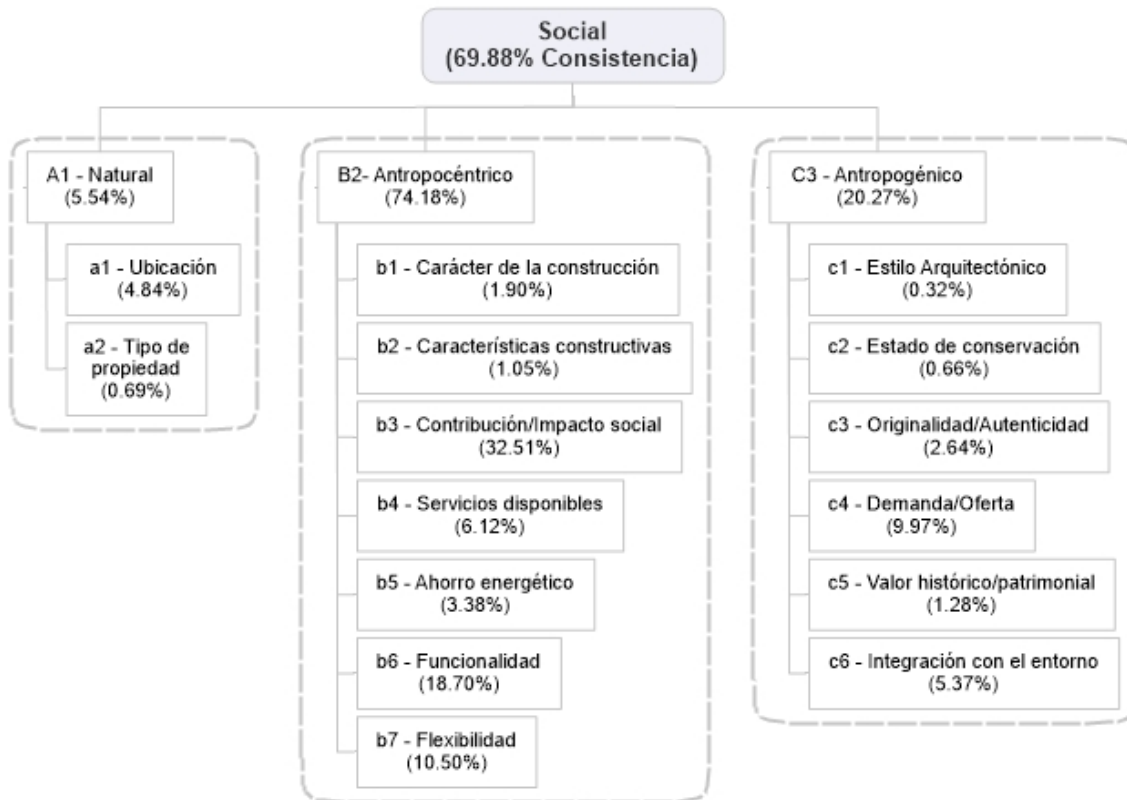 Social
(69.88% Consistencia)
A1 - Natural
(5.54%)
a1 - Ubicación
(4.84%)
a2 - Tipo de
propiedad
(0.69%)
B2- Antropocéntrico
(74.18%)
b1 - Carácter de la construcción
(1.90%)
b2 - Características constructivas
(1.05%)
b3 - Contribución/Impacto social
(32.51%)
b4 - Servicios disponibles
(6.12%)
b5 - Ahorro energético
(3.38%)
b6 - Funcionalidad
(18.70%)
b7 - Flexibilidad
(10.50%)
C3 - Antropogénico
(20.27%)
c1 - Estilo Arquitectónico
(0.32%)
c2 - Estado de conservación
(0.66%)
c3 - Originalidad/Autenticidad
(2.64%)
c4 - Demanda/Oferta
(9.97%)
c5 - Valor histórico/patrimonial
(1.28%)
c6 - Integración con el entorno
(5.37%)